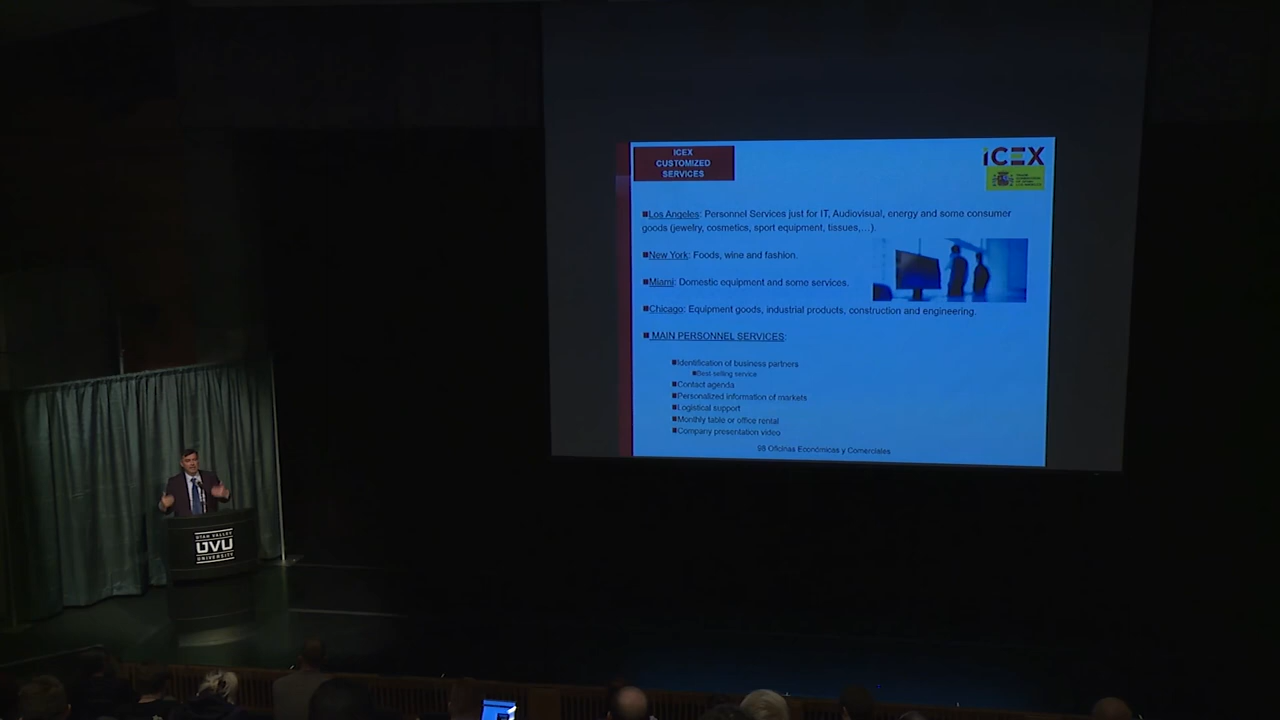 ICEX
CUSTOMIZED
SERVICES
ICEX
■Los Angeles: Personnel Services just for IT, Audiovisual, energy and some consumer
goods (jewelry, cosmetics, sport equipment, tissues,...).
■New York: Foods, wine and fashion.
■Miami: Domestic equipment and some services.
■Chicago: Equipment goods, industrial products, construction and engineering.
■ MAIN PERSONNEL SERVICES:
■Identification of business partners
■Best selling service
■Contact agenda
■Personalized information of markets
■Logistical support
■Monthly table or office rental
■Company presentation video
98 Oficinas Económicas y Comerciales
UTAH VALLEY
UVU
UNIVERSITY